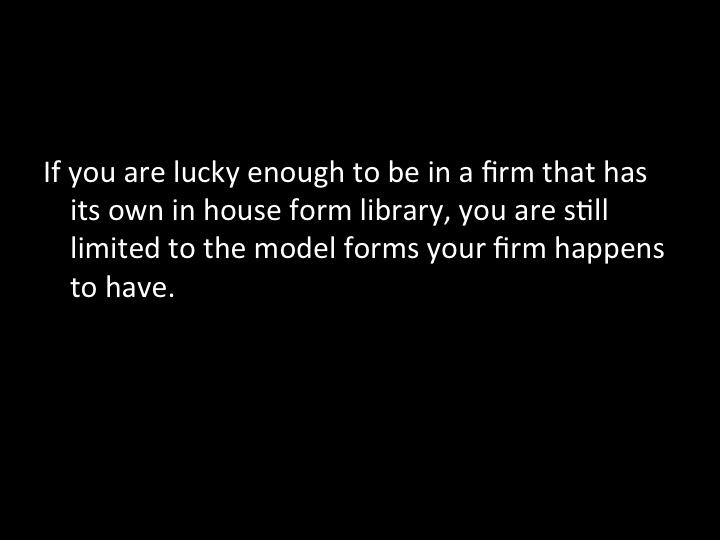 If you are lucky enough to be in a firm that has
its own in house form library, you are still
limited to the model forms your firm happens
to have.